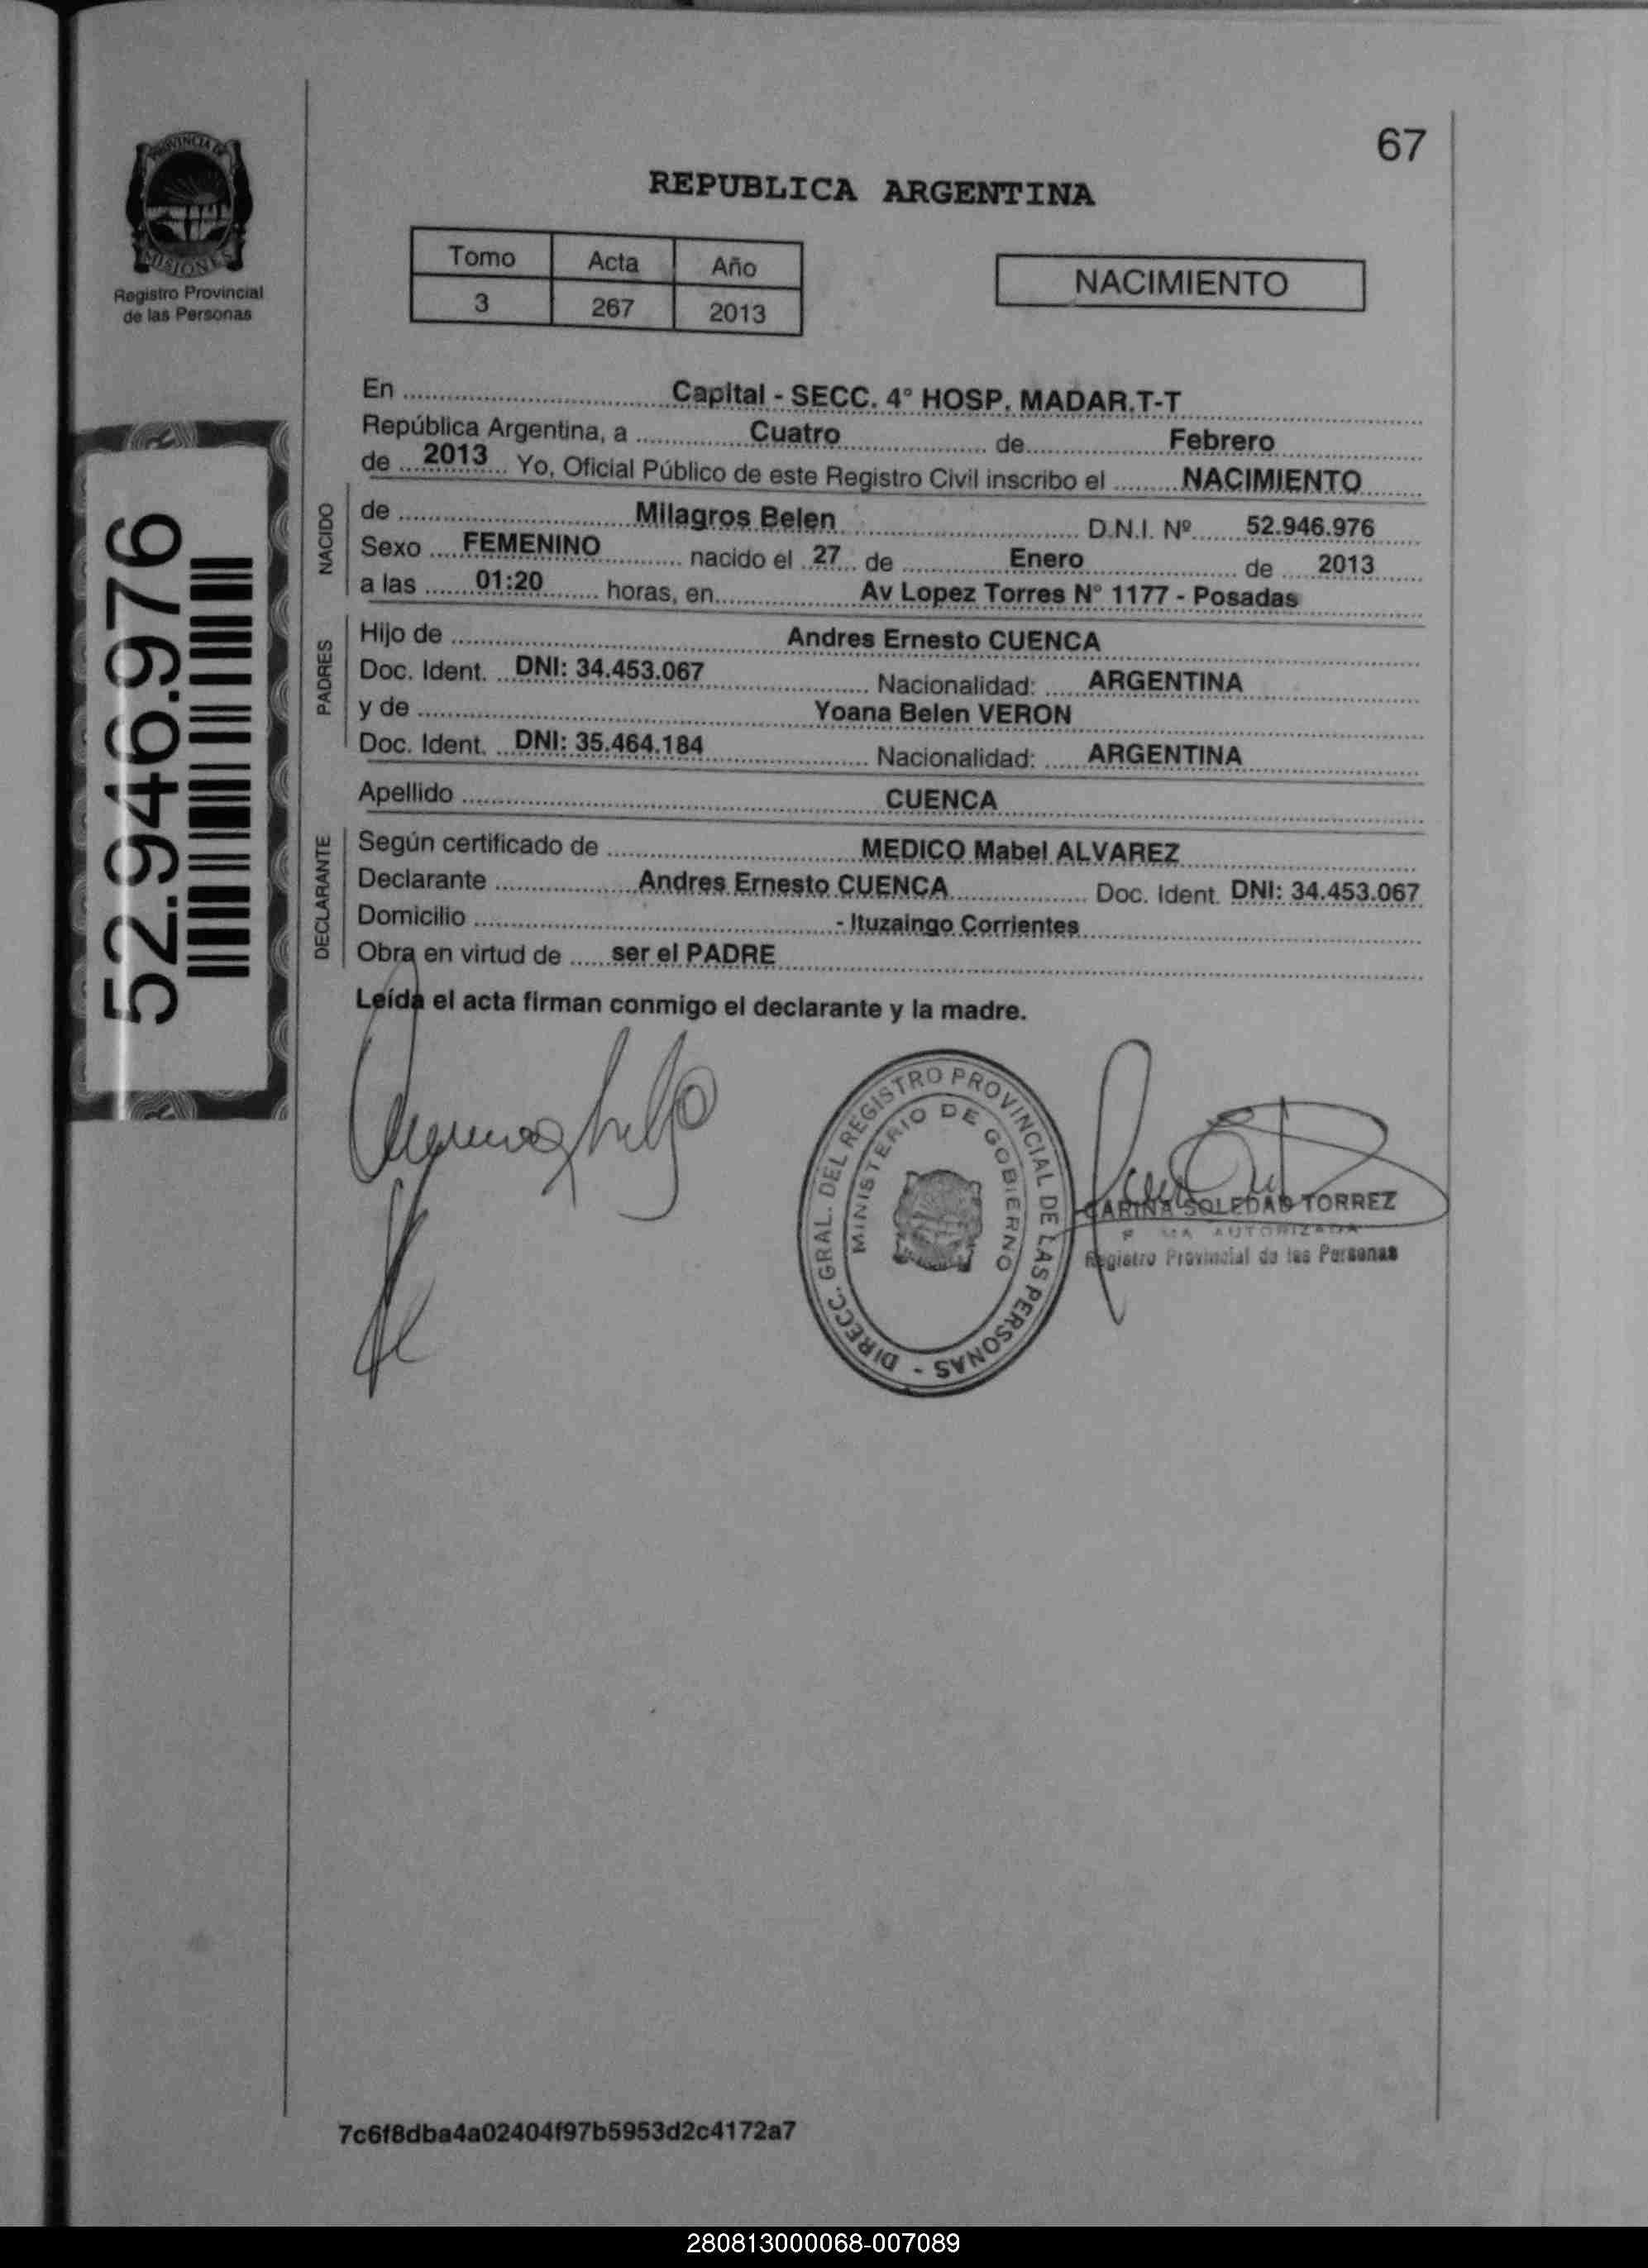 67
PROVINCIA DE
MISIONES
Registro Provincial
de las Personas
REPUBLICA ARGENTINA
Tomo Acta Año
3 267 2013
NACIMIENTO
En Capital - SECC. 4° HOSP. MADAR.T-T
República Argentina, a Cuatro de Febrero
de 2013 Yo, Oficial Público de este Registro Civil inscribo el NACIMIENTO
NACIDO
de Milagros Belen D.N.I. Nº 52.946.976
Sexo FEMENINO nacido el 27 de Enero de 2013
a las 01:20 horas, en Av Lopez Torres N° 1177 - Posadas
PADRES
Hijo de Andres Ernesto CUENCA
Doc. Ident. DNI: 34.453.067 Nacionalidad: ARGENTINA
y de Yoana Belen VERON
Doc. Ident. DNI: 35.464.184 Nacionalidad: ARGENTINA
Apellido CUENCA
DECLARANTE
Según certificado de MEDICO Mabel ALVAREZ
Declarante Andres Ernesto CUENCA Doc. Ident. DNI: 34.453.067
Domicilio - Ituzaingo Corrientes
Obra en virtud de ser el PADRE
Leída el acta firman conmigo el declarante y la madre.
52.946.976
DIRECC. GRAL. DEL REGISTRO PROVINCIAL DE LAS PERSONAS -
MINISTERIO DE GOBIERNO
CARINA SOLEDAD TORREZ
AUTORIZADA
Registro Provincial de las Personas
7c6f8dba4a02404f97b5953d2c4172a7
280813000068-007089